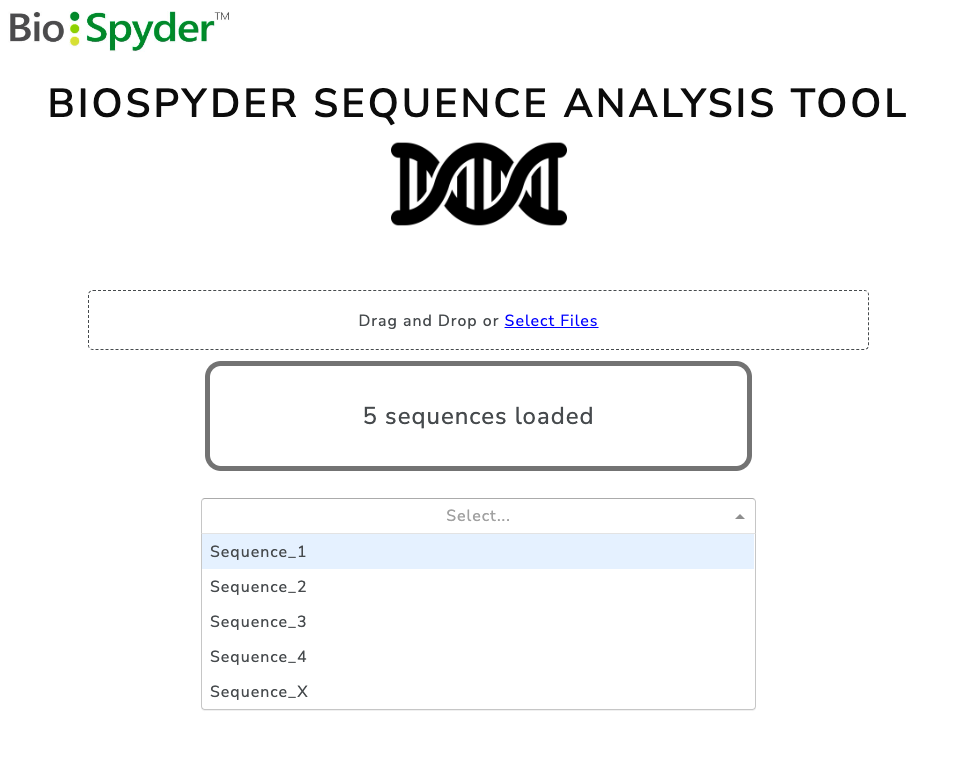 Bio Spyder™
BIOSPYDER SEQUENCE ANALYSIS TOOL
Drag and Drop or Select Files
5 sequences loaded
Select...
Sequence_1
Sequence_2
Sequence_3
Sequence_4
Sequence_X